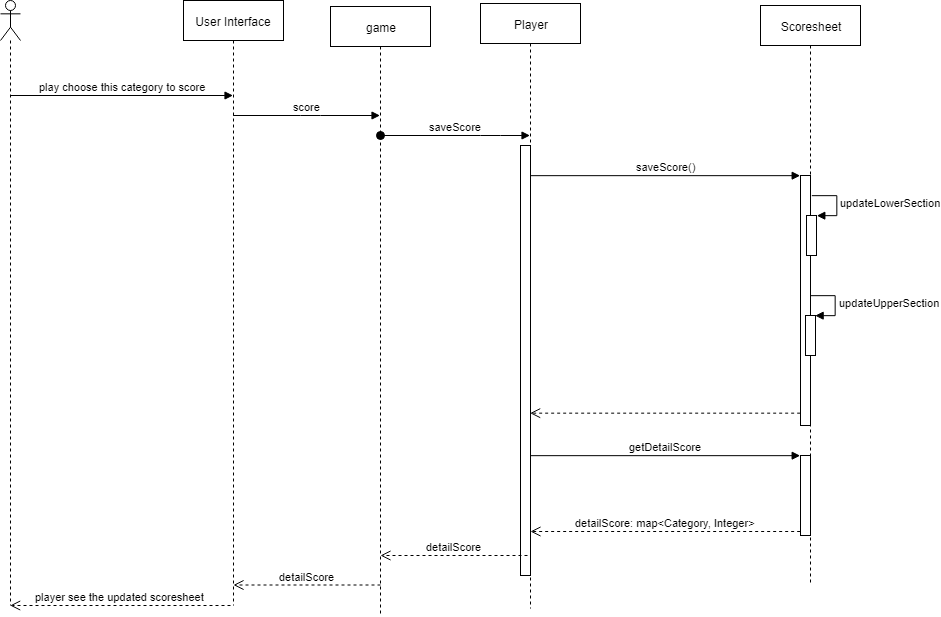 User Interface
game
Player
Scoresheet
play choose this category to score
score
saveScore
saveScore()
updateLowerSection
updateUpperSection
getDetailScore
detailScore: map<Category, Integer>
detailScore
detailScore
player see the updated scoresheet